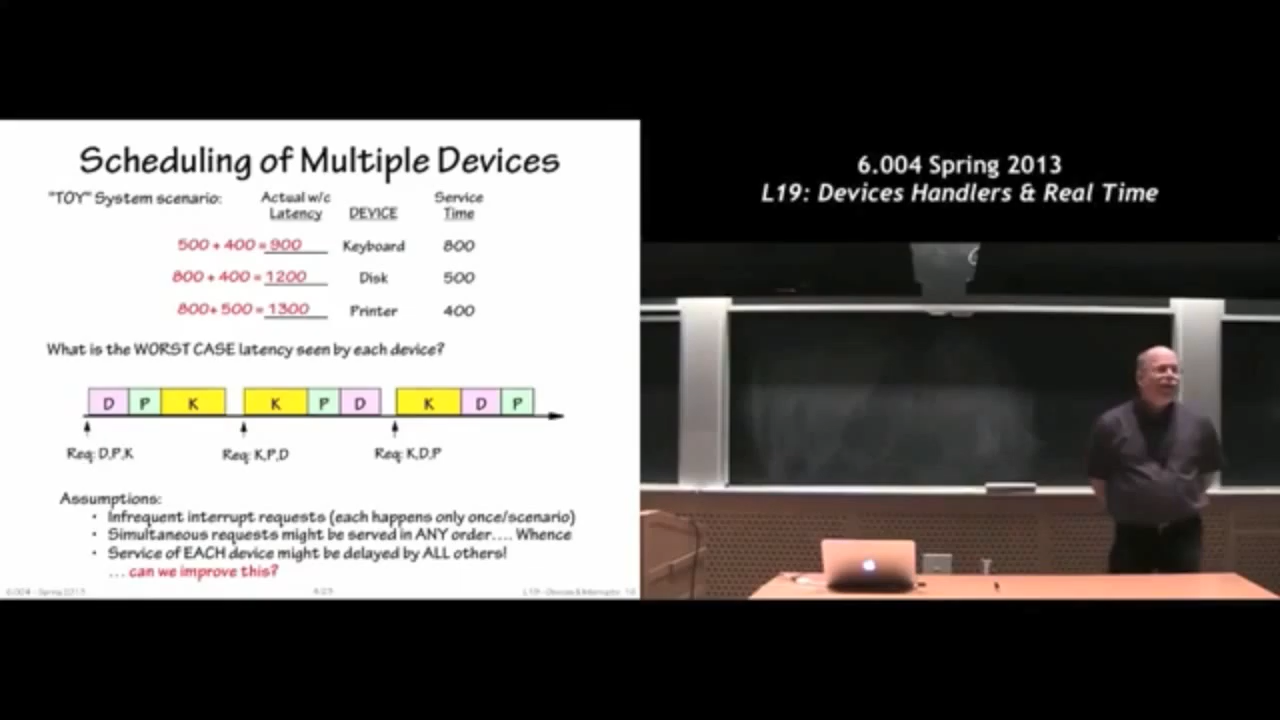 Scheduling of Multiple Devices
"TOY" System scenario:
Actual w/c Latency DEVICE Service Time
500 + 400 = 900 Keyboard 800
800 + 400 = 1200 Disk 500
800+ 500 = 1300 Printer 400
What is the WORST CASE latency seen by each device?
D P K K P D K D P
Req: D,P,K Req: K,P,D Req: K,D,P
Assumptions:
• Infrequent interrupt requests (each happens only once/scenario)
• Simultaneous requests might be served in ANY order.... Whence
• Service of EACH device might be delayed by ALL others!
... can we improve this?
6.004 - Spring 2013
6.004 Spring 2013
L19: Devices Handlers & Real Time